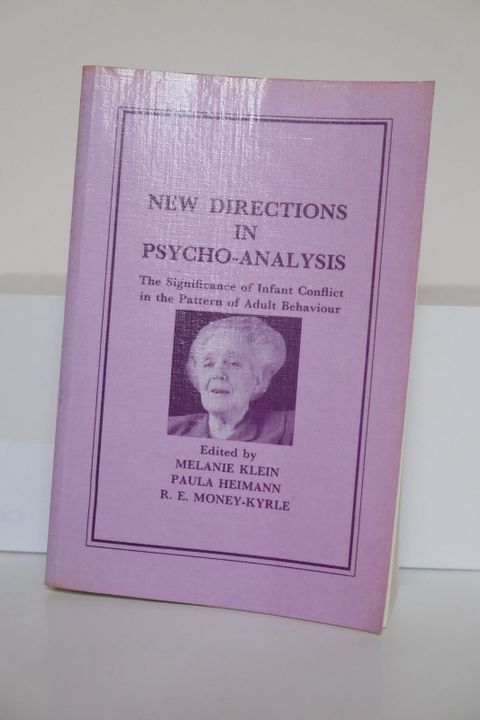 NEW DIRECTIONS
IN
PSYCHO-ANALYSIS
The Significance of Infant Conflict
in the Pattern of Adult Behaviour
Edited by
MELANIE KLEIN
PAULA HEIMANN
R. E. MONEY-KYRLE